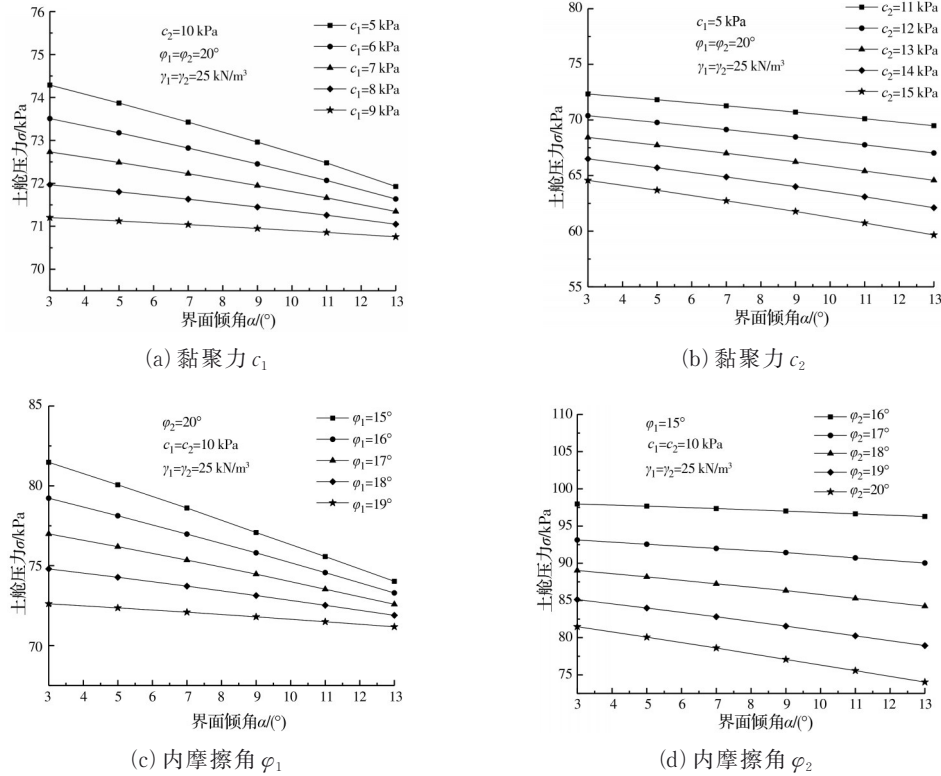 76
75
74
73
72
71
70
土舱压力σ/kPa
c₂=10 kPa
φ₁=φ₂=20°
γ₁=γ₂=25 kN/m³
c₁=5 kPa
c₁=6 kPa
c₁=7 kPa
c₁=8 kPa
c₁=9 kPa
3 4 5 6 7 8 9 10 11 12 13
界面倾角α/(°)
(a) 黏聚力 c₁
80
75
70
65
60
55
土舱压力σ/kPa
c₁=5 kPa
φ₁=φ₂=20°
γ₁=γ₂=25 kN/m³
c₂=11 kPa
c₂=12 kPa
c₂=13 kPa
c₂=14 kPa
c₂=15 kPa
3 4 5 6 7 8 9 10 11 12 13
界面倾角α/(°)
(b) 黏聚力 c₂
85
80
75
70
土舱压力σ/kPa
φ₂=20°
c₁=c₂=10 kPa
γ₁=γ₂=25 kN/m³
φ₁=15°
φ₁=16°
φ₁=17°
φ₁=18°
φ₁=19°
3 4 5 6 7 8 9 10 11 12 13
界面倾角α/(°)
(c) 内摩擦角 φ₁
110
105
100
95
90
85
80
75
土舱压力σ/kPa
φ₁=15°
c₁=c₂=10 kPa
γ₁=γ₂=25 kN/m³
φ₂=16°
φ₂=17°
φ₂=18°
φ₂=19°
φ₂=20°
3 4 5 6 7 8 9 10 11 12 13
界面倾角α/(°)
(d) 内摩擦角 φ₂